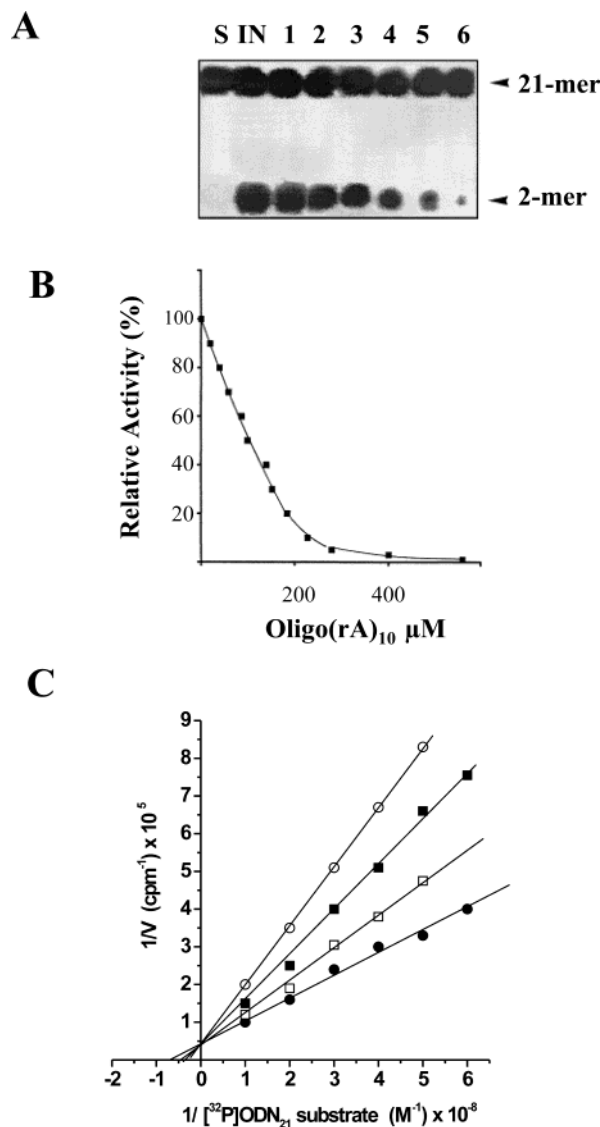 A
S IN 1 2 3 4 5 6
21-mer
2-mer
B
Relative Activity (%)
100
80
60
40
20
200 400
Oligo(rA)10 µM
C
1/V (cpm⁻¹) x 10⁻⁵
9
8
7
6
5
4
3
2
1
-2 -1 0 1 2 3 4 5 6
1/ [³²P]ODN21 substrate (M⁻¹) x 10⁻⁸